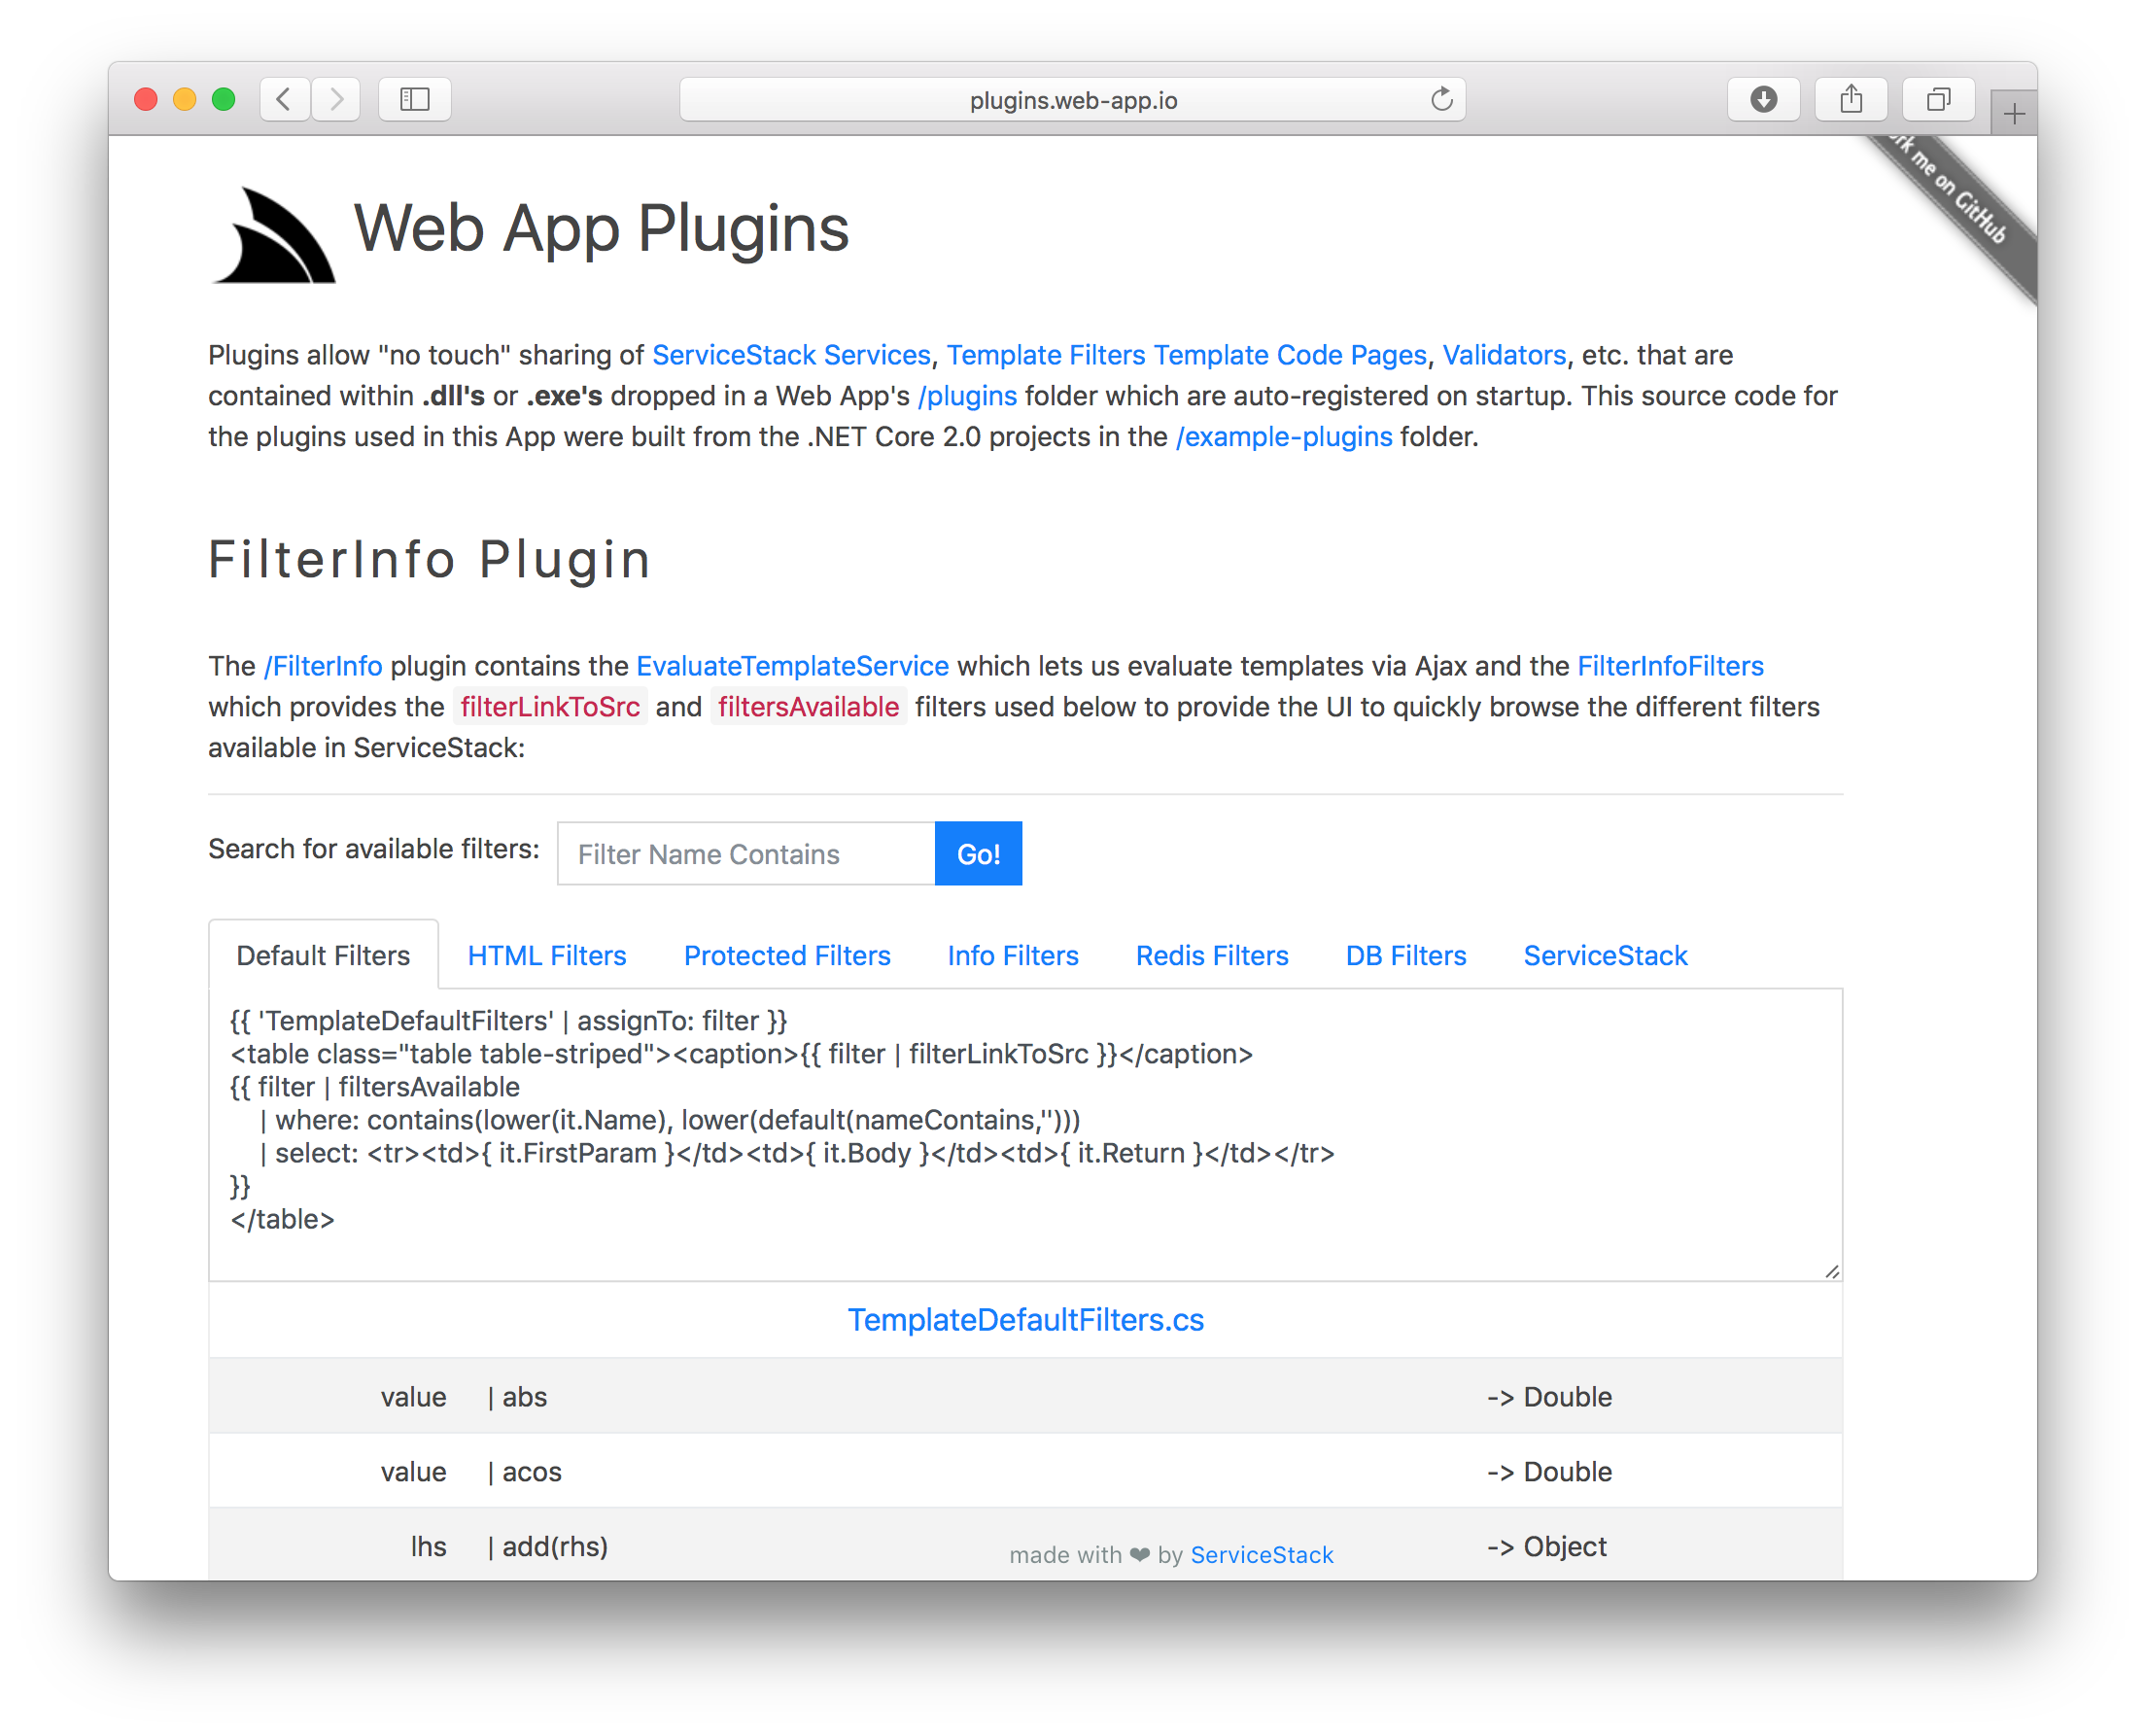 plugins.web-app.io
Web App Plugins
rk me on GitHub
Plugins allow "no touch" sharing of ServiceStack Services, Template Filters Template Code Pages, Validators, etc. that are
contained within .dll's or .exe's dropped in a Web App's /plugins folder which are auto-registered on startup. This source code for
the plugins used in this App were built from the .NET Core 2.0 projects in the /example-plugins folder.
FilterInfo Plugin
The /FilterInfo plugin contains the EvaluateTemplateService which lets us evaluate templates via Ajax and the FilterInfoFilters
which provides the filterLinkToSrc and filtersAvailable filters used below to provide the UI to quickly browse the different filters
available in ServiceStack:
Search for available filters: Filter Name Contains Go!
Default Filters HTML Filters Protected Filters Info Filters Redis Filters DB Filters ServiceStack
{{ 'TemplateDefaultFilters' | assignTo: filter }}
<table class="table table-striped"><caption>{{ filter | filterLinkToSrc }}</caption>
{{ filter | filtersAvailable
| where: contains(lower(it.Name), lower(default(nameContains,'')))
| select: <tr><td>{ it.FirstParam }</td><td>{ it.Body }</td><td>{ it.Return }</td></tr>
}}
</table>
TemplateDefaultFilters.cs
value | abs -> Double
value | acos -> Double
lhs | add(rhs) -> Object
made with ❤ by ServiceStack